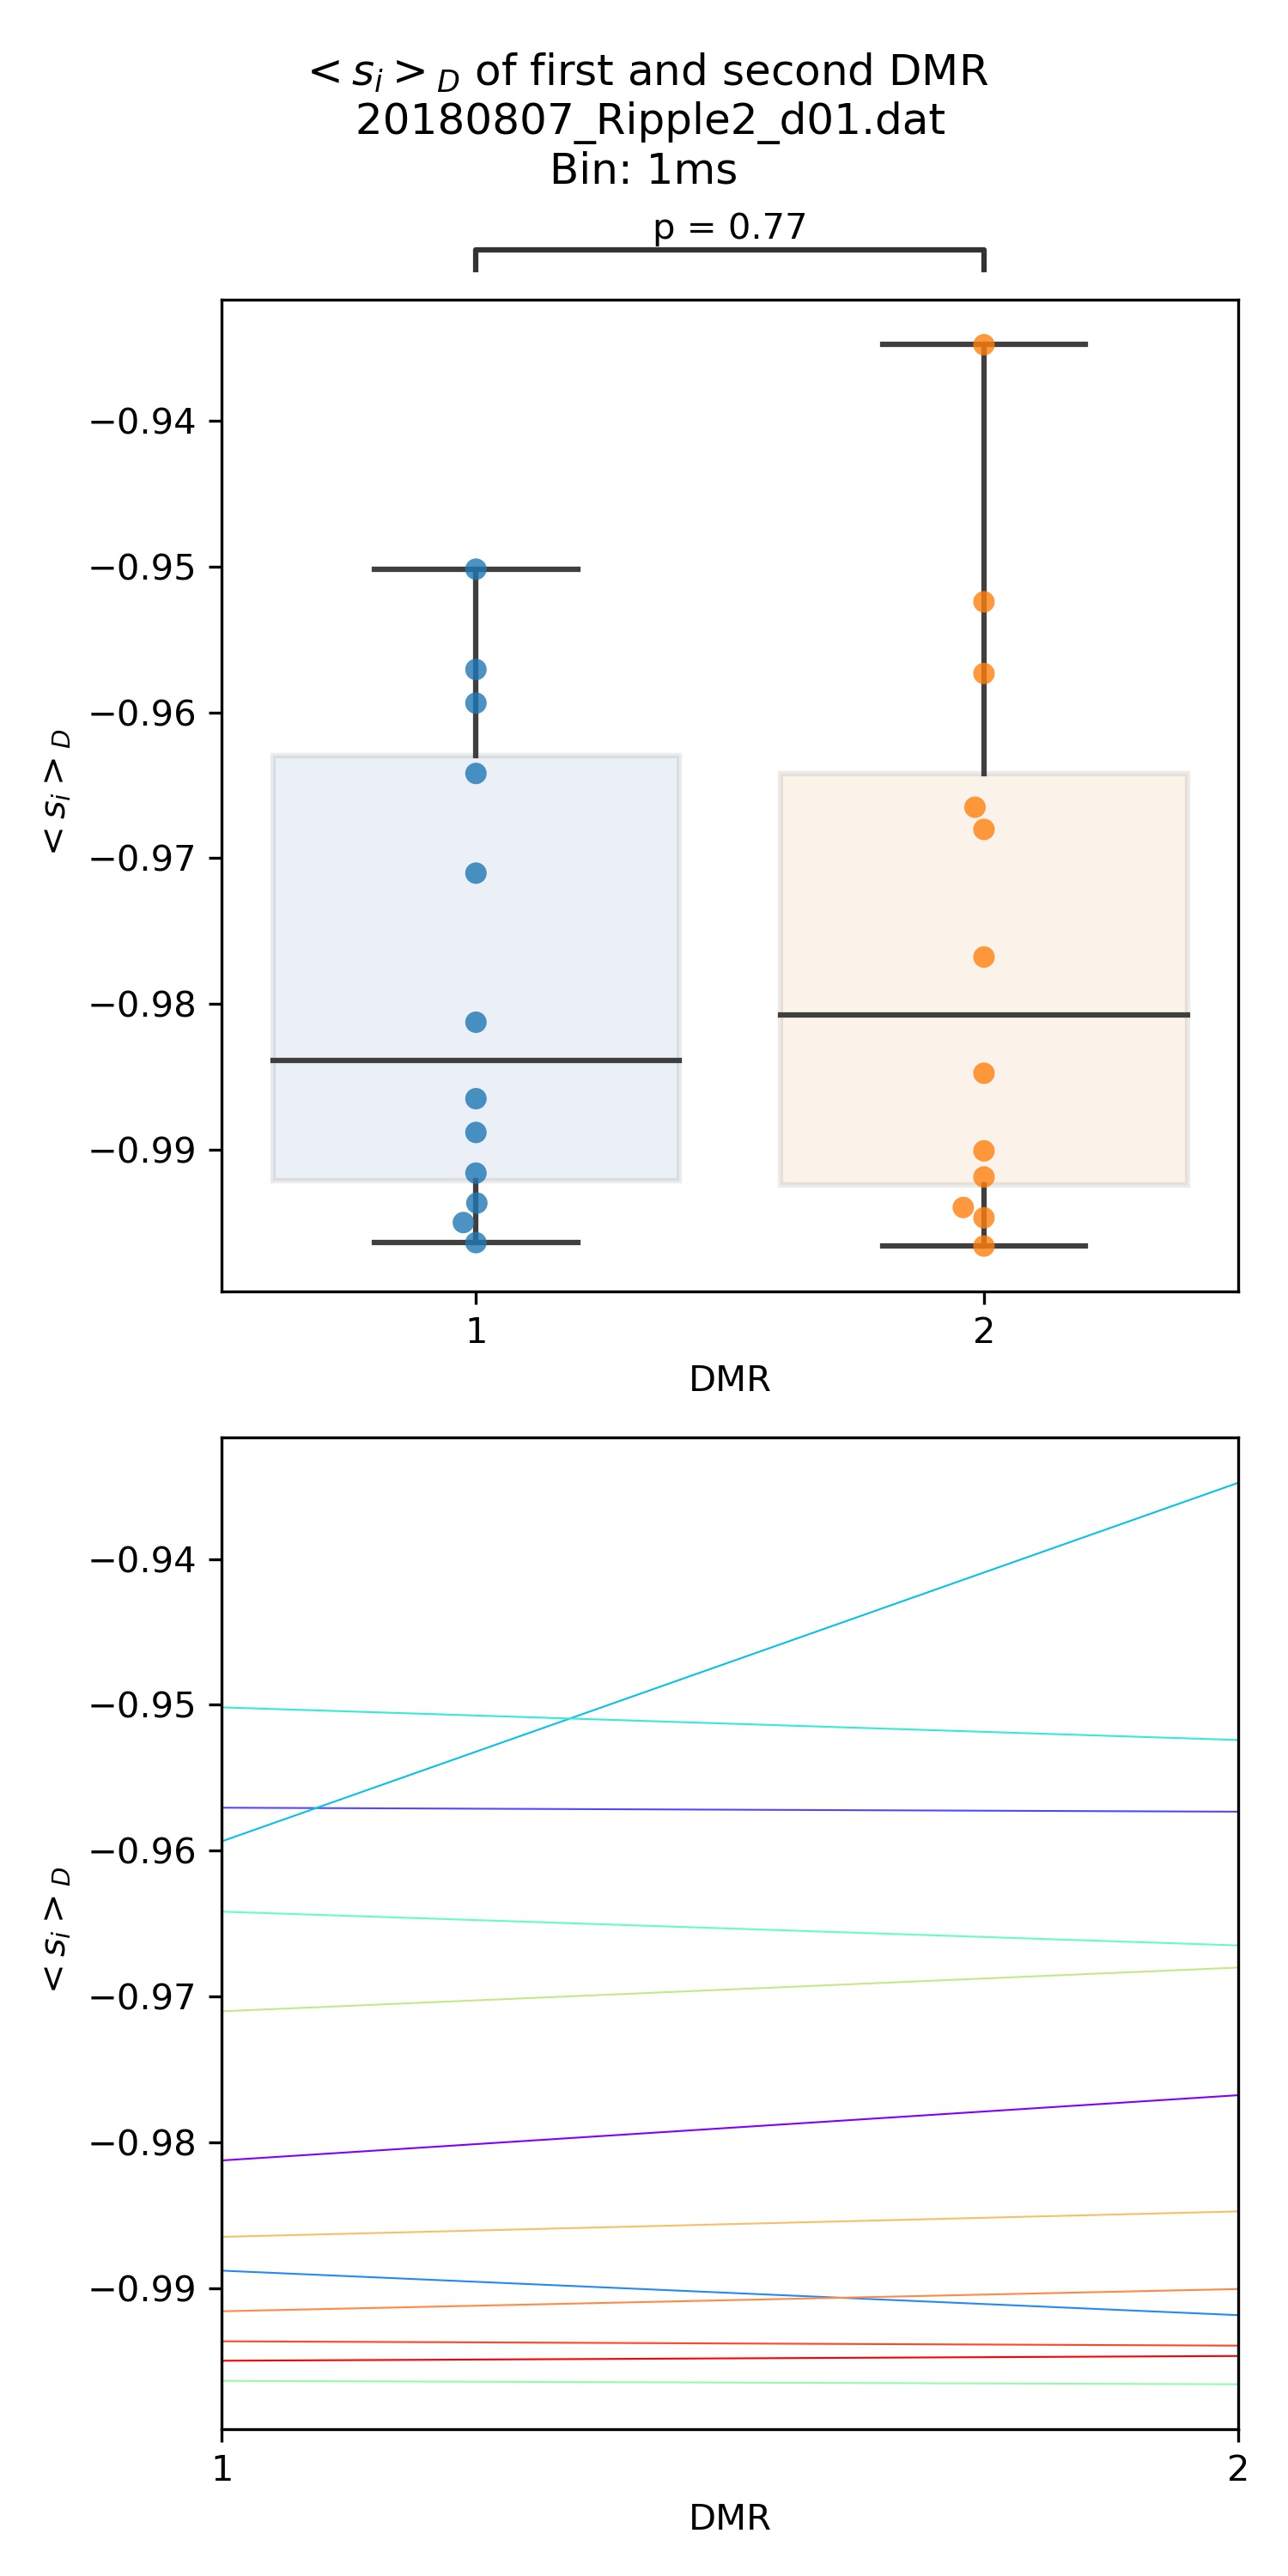 < s_i >_D of first and second DMR
20180807_Ripple2_d01.dat
Bin: 1ms
p = 0.77
< s_i >_D
−0.94
−0.95
−0.96
−0.97
−0.98
−0.99
1
2
DMR
< s_i >_D
−0.94
−0.95
−0.96
−0.97
−0.98
−0.99
1
2
DMR